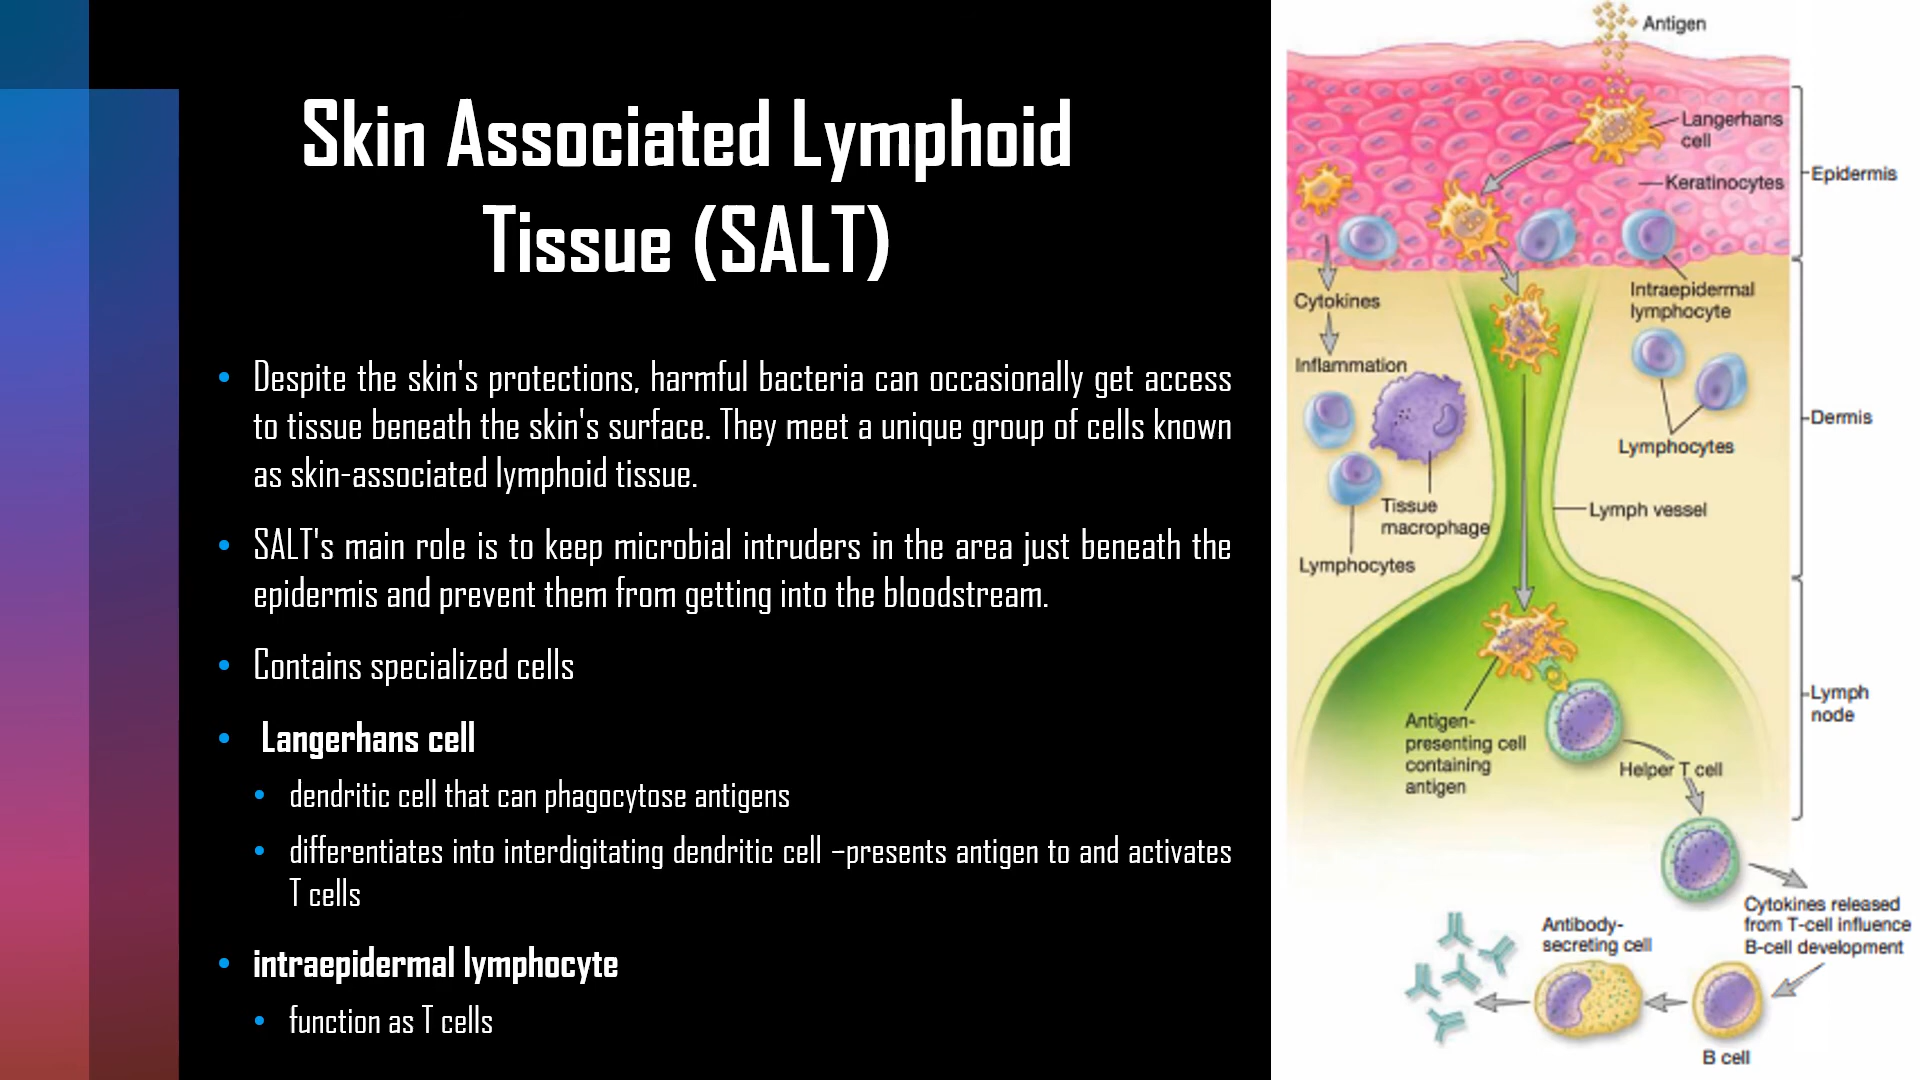 Skin Associated Lymphoid
Tissue (SALT)
• Despite the skin's protections, harmful bacteria can occasionally get access
to tissue beneath the skin's surface. They meet a unique group of cells known
as skin-associated lymphoid tissue.
• SALT's main role is to keep microbial intruders in the area just beneath the
epidermis and prevent them from getting into the bloodstream.
• Contains specialized cells
• Langerhans cell
• dendritic cell that can phagocytose antigens
• differentiates into interdigitating dendritic cell –presents antigen to and activates
T cells
• intraepidermal lymphocyte
• function as T cells
Antigen
Langerhans
cell
Keratinocytes
Epidermis
Cytokines
Inflammation
Intraepidermal
lymphocyte
Lymphocytes
Dermis
Tissue
macrophage
Lymphocytes
Lymph vessel
Lymph
node
Antigen-
presenting cell
containing
antigen
Helper T cell
Cytokines released
from T-cell influence
B-cell development
Antibody-
secreting cell
B cell